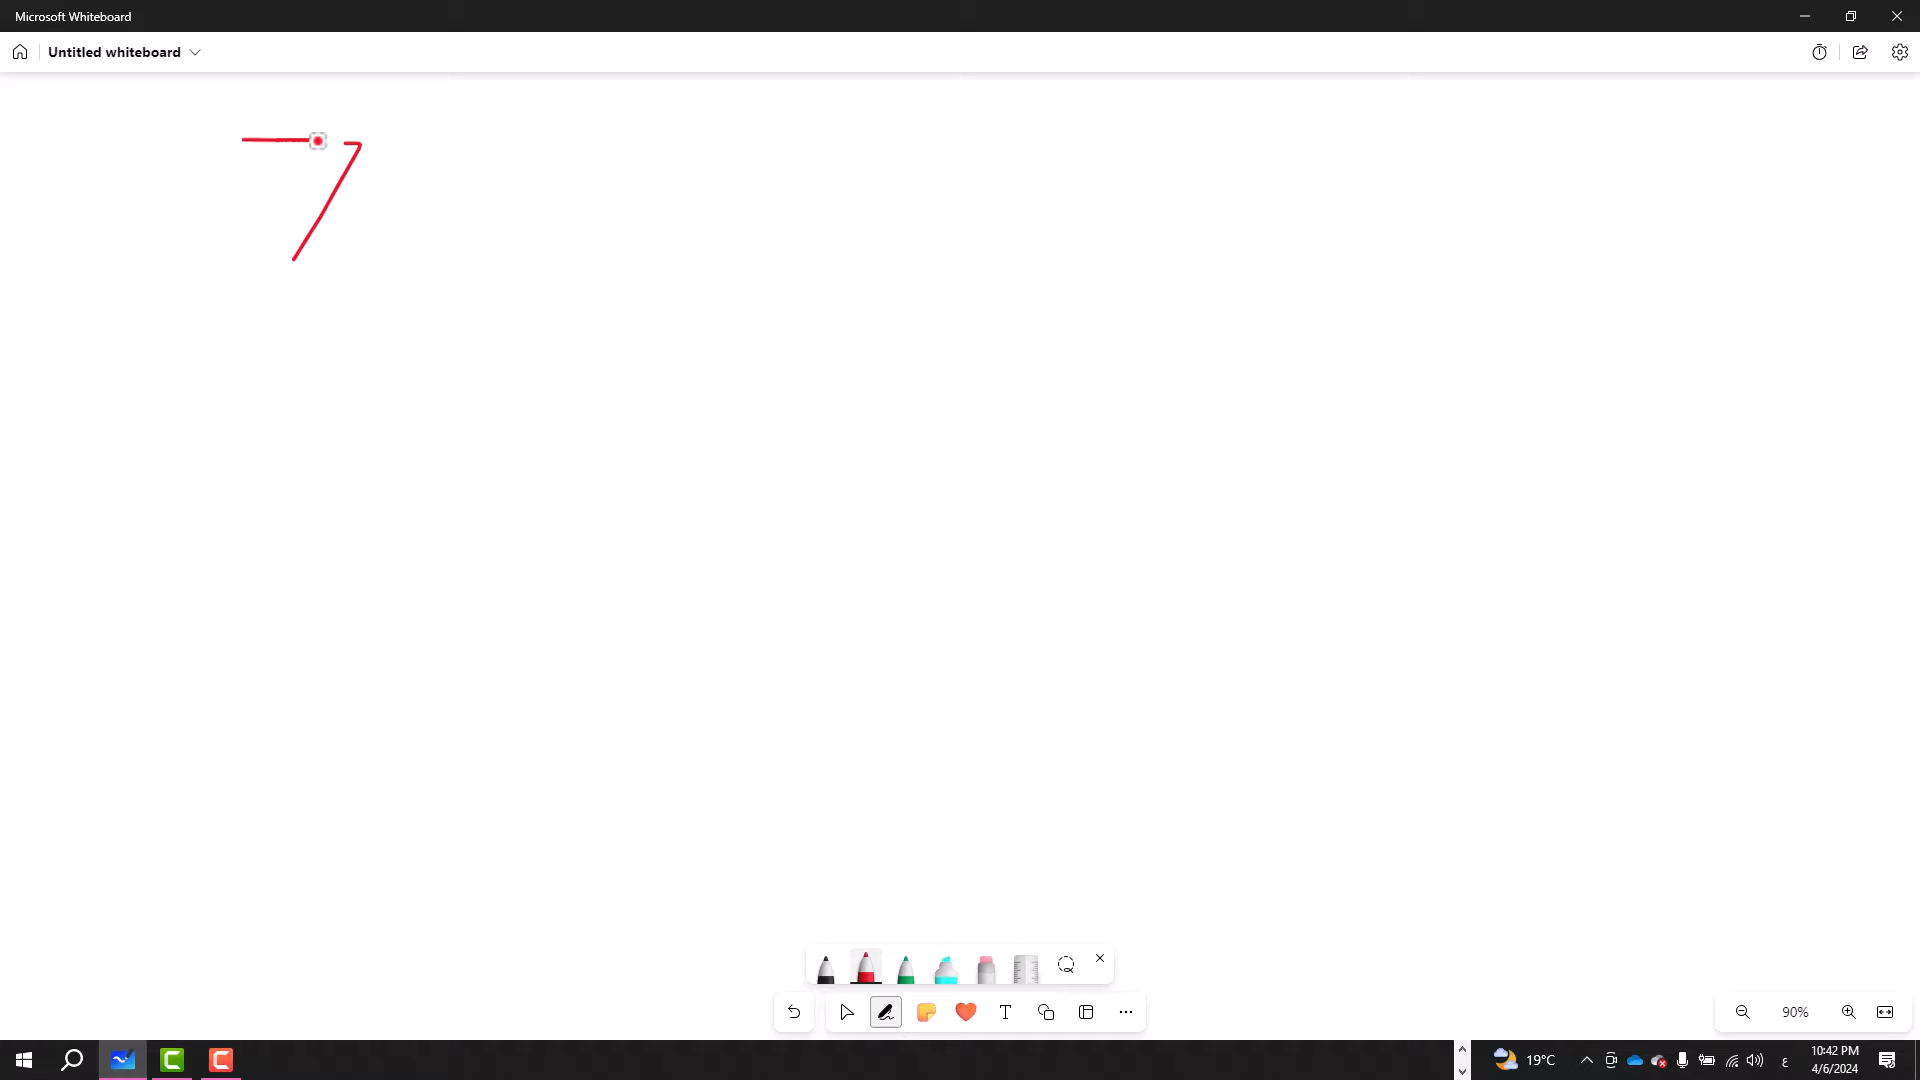 Microsoft Whiteboard
Untitled whiteboard
90%
19°C
ع
10:42 PM
4/6/2024